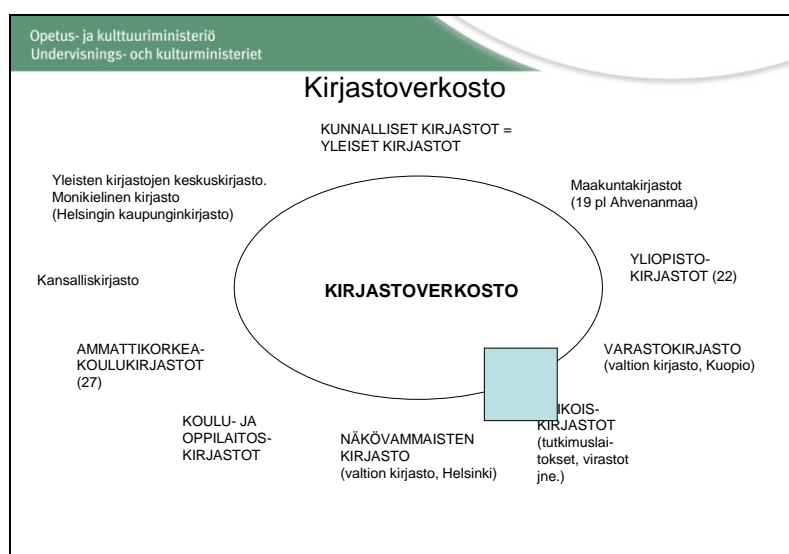 Opetus- ja kulttuuriministeriö
Undervisnings- och kulturministeriet
Kirjastoverkosto
KUNNALLISET KIRJASTOT =
YLEISET KIRJASTOT
Yleisten kirjastojen keskuskirjasto.
Monikielinen kirjasto
(Helsingin kaupunginkirjasto)
Maakuntakirjastot
(19 pl Ahvenanmaa)
YLIOPISTO-
KIRJASTOT (22)
Kansalliskirjasto
KIRJASTOVERKOSTO
AMMATTIKORKEA-
KOULUKIRJASTOT
(27)
VARASTOKIRJASTO
(valtion kirjasto, Kuopio)
KOULU- JA
OPPILAITOS-
KIRJASTOT
NÄKÖVAMMAISTEN
KIRJASTO
(valtion kirjasto, Helsinki)
KIRJASTOT
(tutkimuslai-
tokset, virastot
jne.)